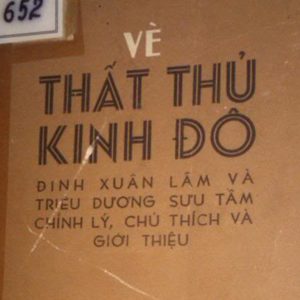 652
VÈ
THẤT THỦ
KINH ĐÔ
ĐINH XUÂN LÂM VÀ
TRIỀU DƯƠNG SƯU TẦM
CHỈNH LÝ, CHÚ THÍCH VÀ
GIỚI THIỆU